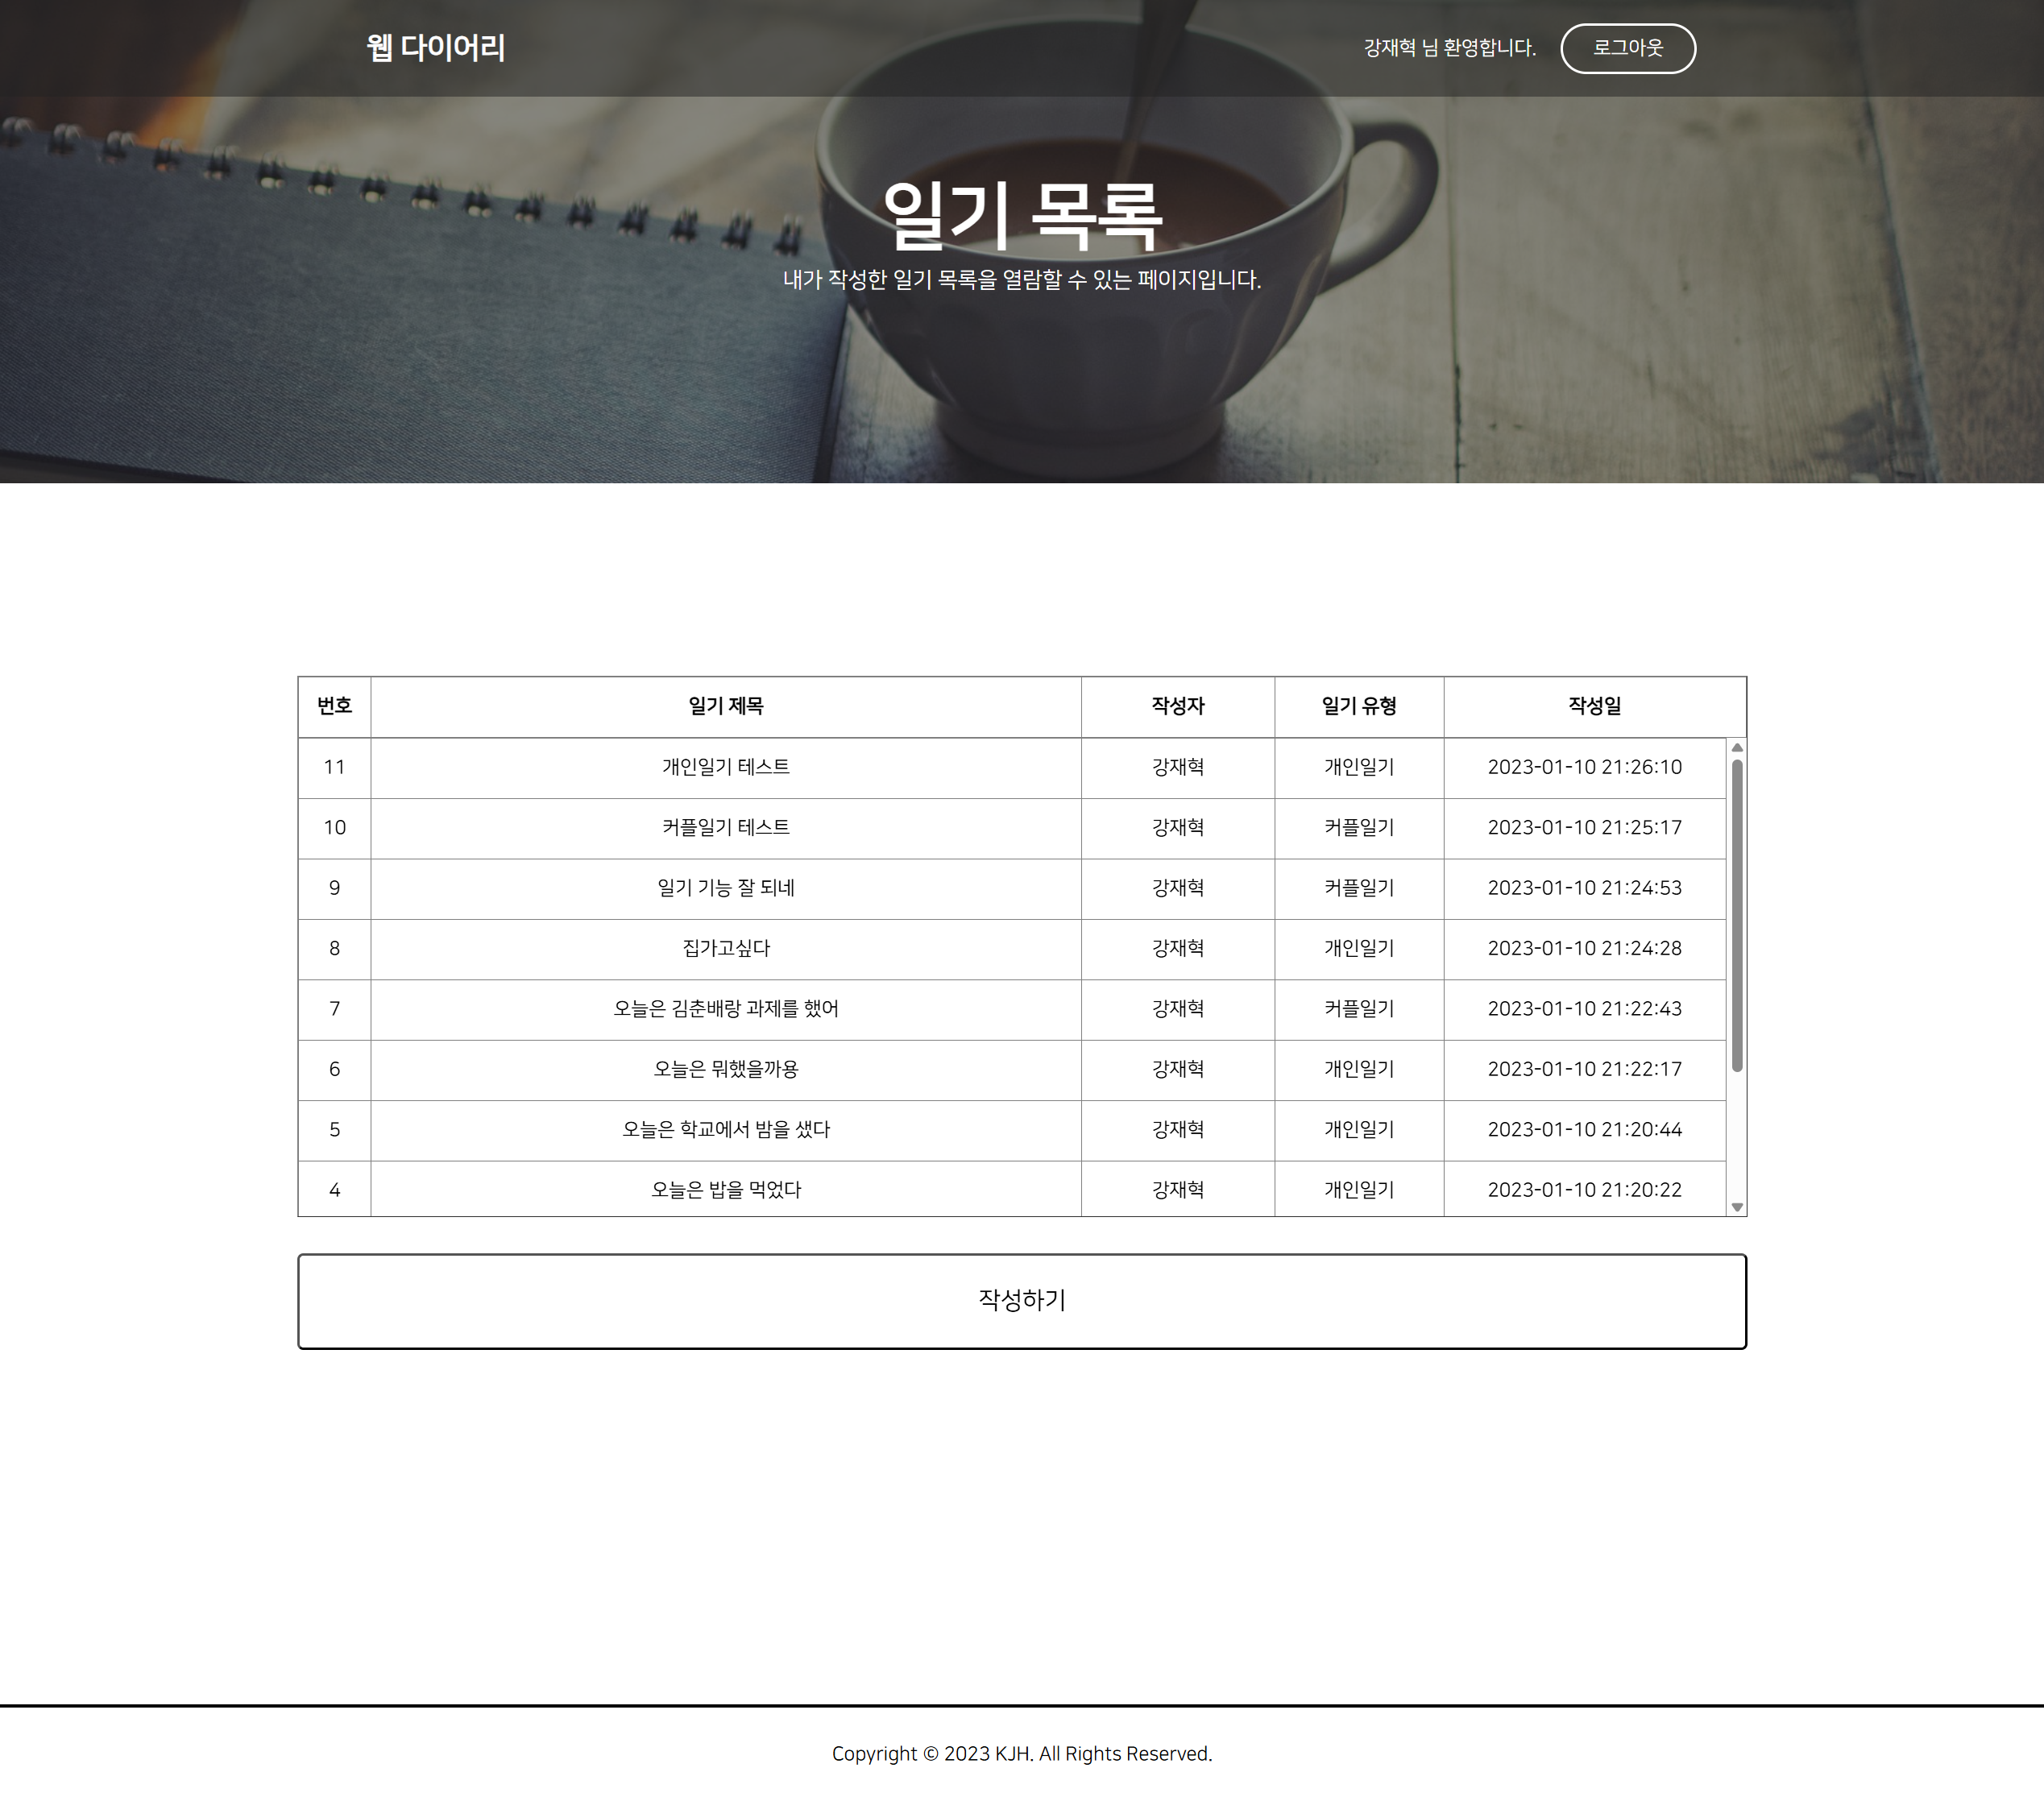 웹 다이어리
강재혁 님 환영합니다. 로그아웃
일기 목록
내가 작성한 일기 목록을 열람할 수 있는 페이지입니다.
번호 일기 제목 작성자 일기 유형 작성일
11 개인일기 테스트 강재혁 개인일기 2023-01-10 21:26:10
10 커플일기 테스트 강재혁 커플일기 2023-01-10 21:25:17
9 일기 기능 잘 되네 강재혁 커플일기 2023-01-10 21:24:53
8 집가고싶다 강재혁 개인일기 2023-01-10 21:24:28
7 오늘은 김춘배랑 과제를 했어 강재혁 커플일기 2023-01-10 21:22:43
6 오늘은 뭐했을까용 강재혁 개인일기 2023-01-10 21:22:17
5 오늘은 학교에서 밤을 샜다 강재혁 개인일기 2023-01-10 21:20:44
4 오늘은 밥을 먹었다 강재혁 개인일기 2023-01-10 21:20:22
작성하기
Copyright © 2023 KJH. All Rights Reserved.